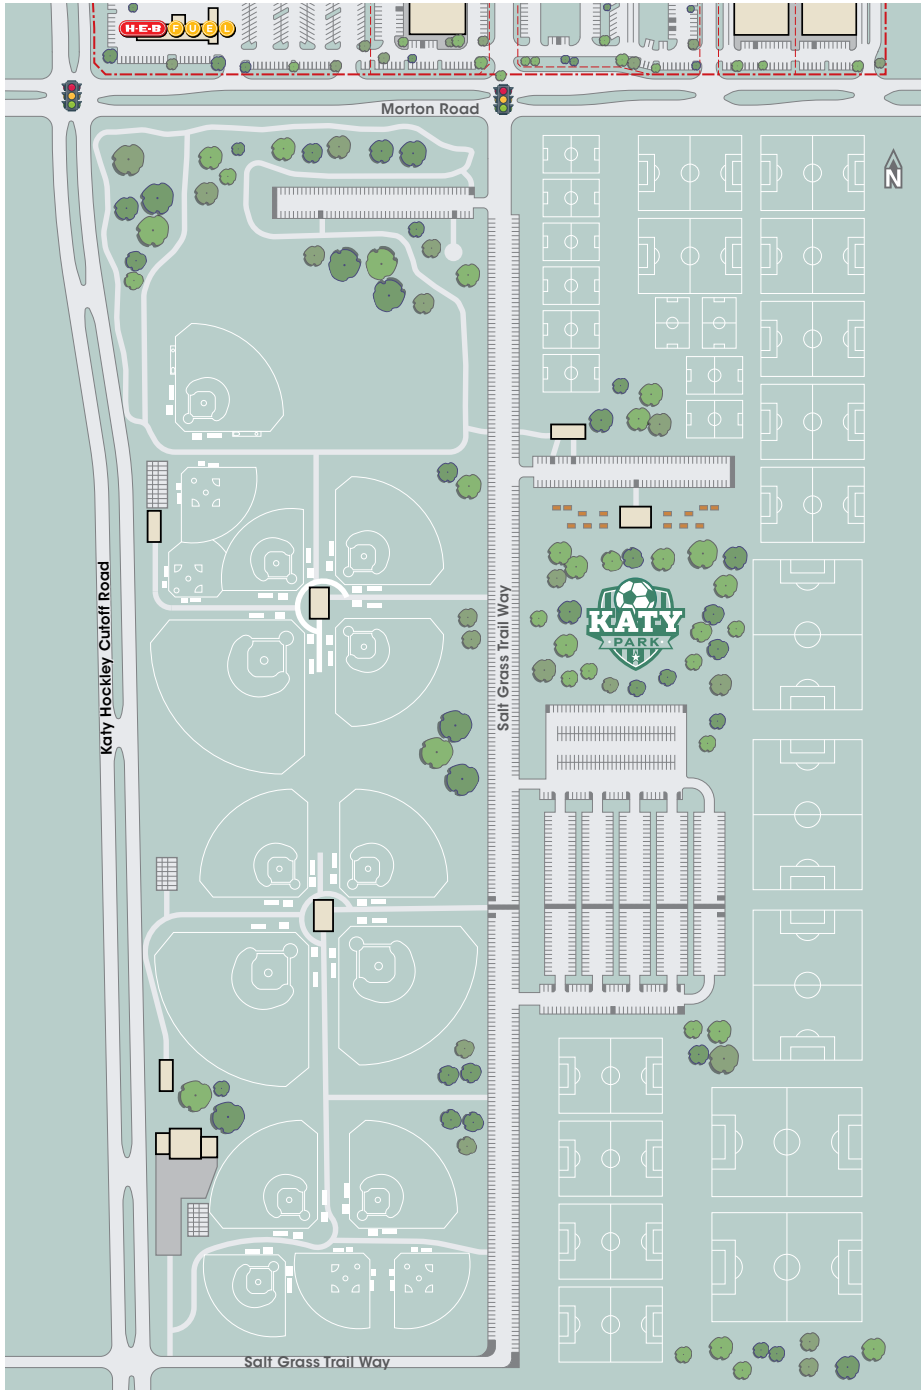 H-E-B FUEL
Morton Road
N
Katy Hockley Cutoff Road
Salt Grass Trail Way
KATY
PARK
Salt Grass Trail Way